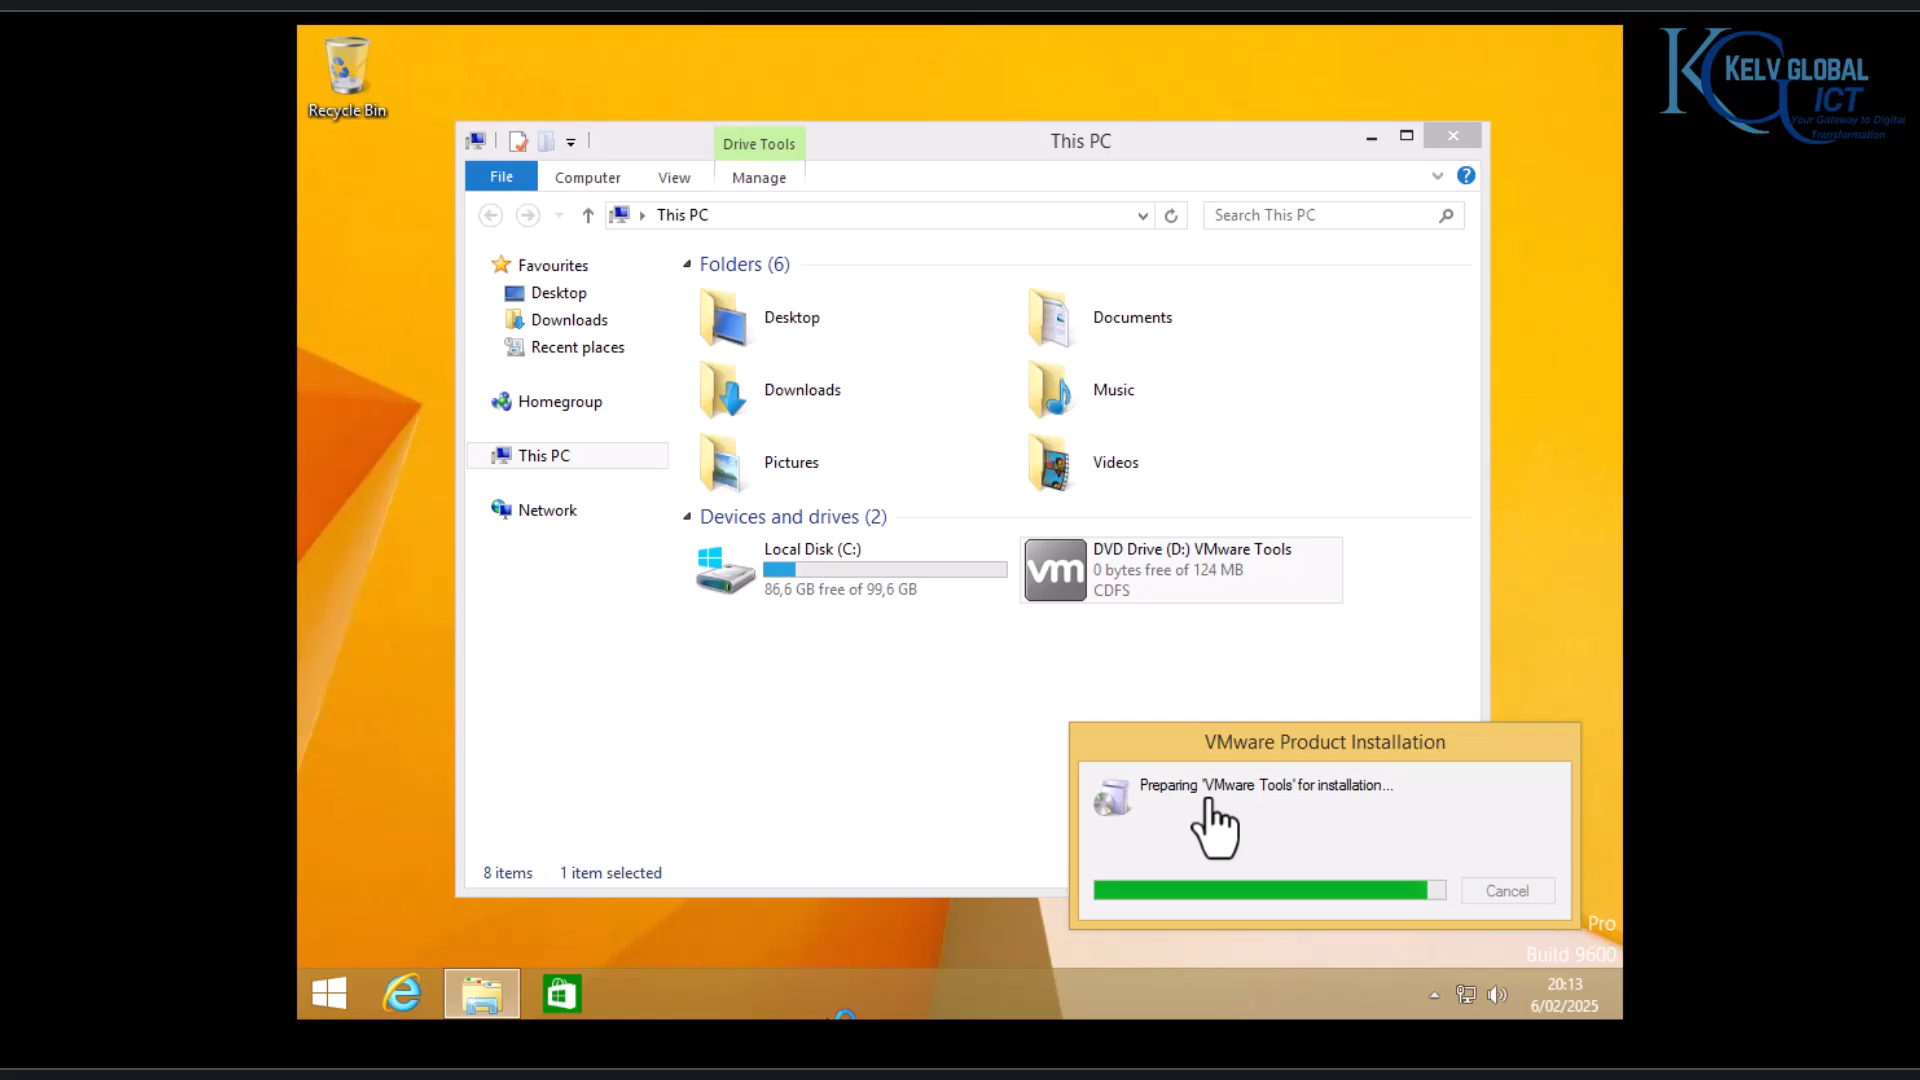 KELV GLOBAL
ICT
Your Gateway to Digital
Transformation
Recycle Bin
Drive Tools
This PC
File
Computer
View
Manage
This PC
Search This PC
Favourites
Desktop
Downloads
Recent places
Homegroup
This PC
Network
Folders (6)
Desktop
Documents
Downloads
Music
Pictures
Videos
Devices and drives (2)
Local Disk (C:)
86,6 GB free of 99,6 GB
vm
DVD Drive (D:) VMware Tools
0 bytes free of 124 MB
CDFS
8 items
1 item selected
VMware Product Installation
Preparing 'VMware Tools' for installation...
Cancel
Pro
Build 9600
20:13
6/02/2025